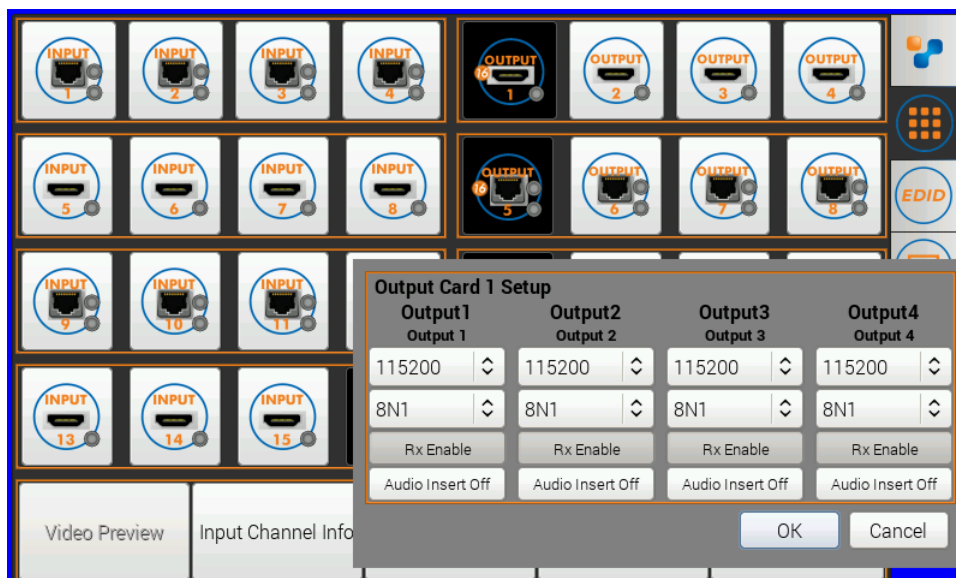 INPUT INPUT INPUT INPUT OUTPUT OUTPUT OUTPUT OUTPUT
16
1 2 3 4 1 2 3 4
EDID
INPUT INPUT INPUT INPUT OUTPUT OUTPUT OUTPUT OUTPUT
16
5 6 7 8 5 6 7 8
INPUT INPUT INPUT
9 10 11
Output Card 1 Setup
Output1 Output2 Output3 Output4
Output 1 Output 2 Output 3 Output 4
115200 115200 115200 115200
8N1 8N1 8N1 8N1
Rx Enable Rx Enable Rx Enable Rx Enable
Audio Insert Off Audio Insert Off Audio Insert Off Audio Insert Off
OK Cancel
INPUT INPUT INPUT
13 14 15
Video Preview Input Channel Info